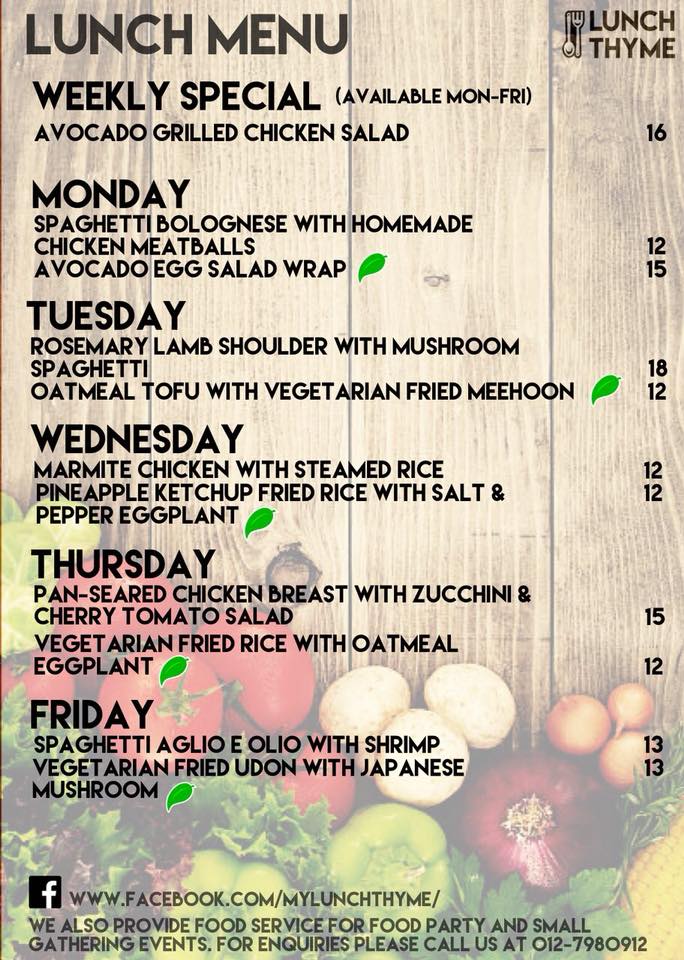 LUNCH MENU
LUNCH
THYME
WEEKLY SPECIAL (AVAILABLE MON-FRI)
AVOCADO GRILLED CHICKEN SALAD 16
MONDAY
SPAGHETTI BOLOGNESE WITH HOMEMADE
CHICKEN MEATBALLS 12
AVOCADO EGG SALAD WRAP 15
TUESDAY
ROSEMARY LAMB SHOULDER WITH MUSHROOM
SPAGHETTI 18
OATMEAL TOFU WITH VEGETARIAN FRIED MEEHOON 12
WEDNESDAY
MARMITE CHICKEN WITH STEAMED RICE 12
PINEAPPLE KETCHUP FRIED RICE WITH SALT & 12
PEPPER EGGPLANT
THURSDAY
PAN-SEARED CHICKEN BREAST WITH ZUCCHINI &
CHERRY TOMATO SALAD 15
VEGETARIAN FRIED RICE WITH OATMEAL
EGGPLANT 12
FRIDAY
SPAGHETTI AGLIO E OLIO WITH SHRIMP 13
VEGETARIAN FRIED UDON WITH JAPANESE 13
MUSHROOM
f WWW.FACEBOOK.COM/MYLUNCHTHYME/
WE ALSO PROVIDE FOOD SERVICE FOR FOOD PARTY AND SMALL
GATHERING EVENTS. FOR ENQUIRIES PLEASE CALL US AT 012-7980912